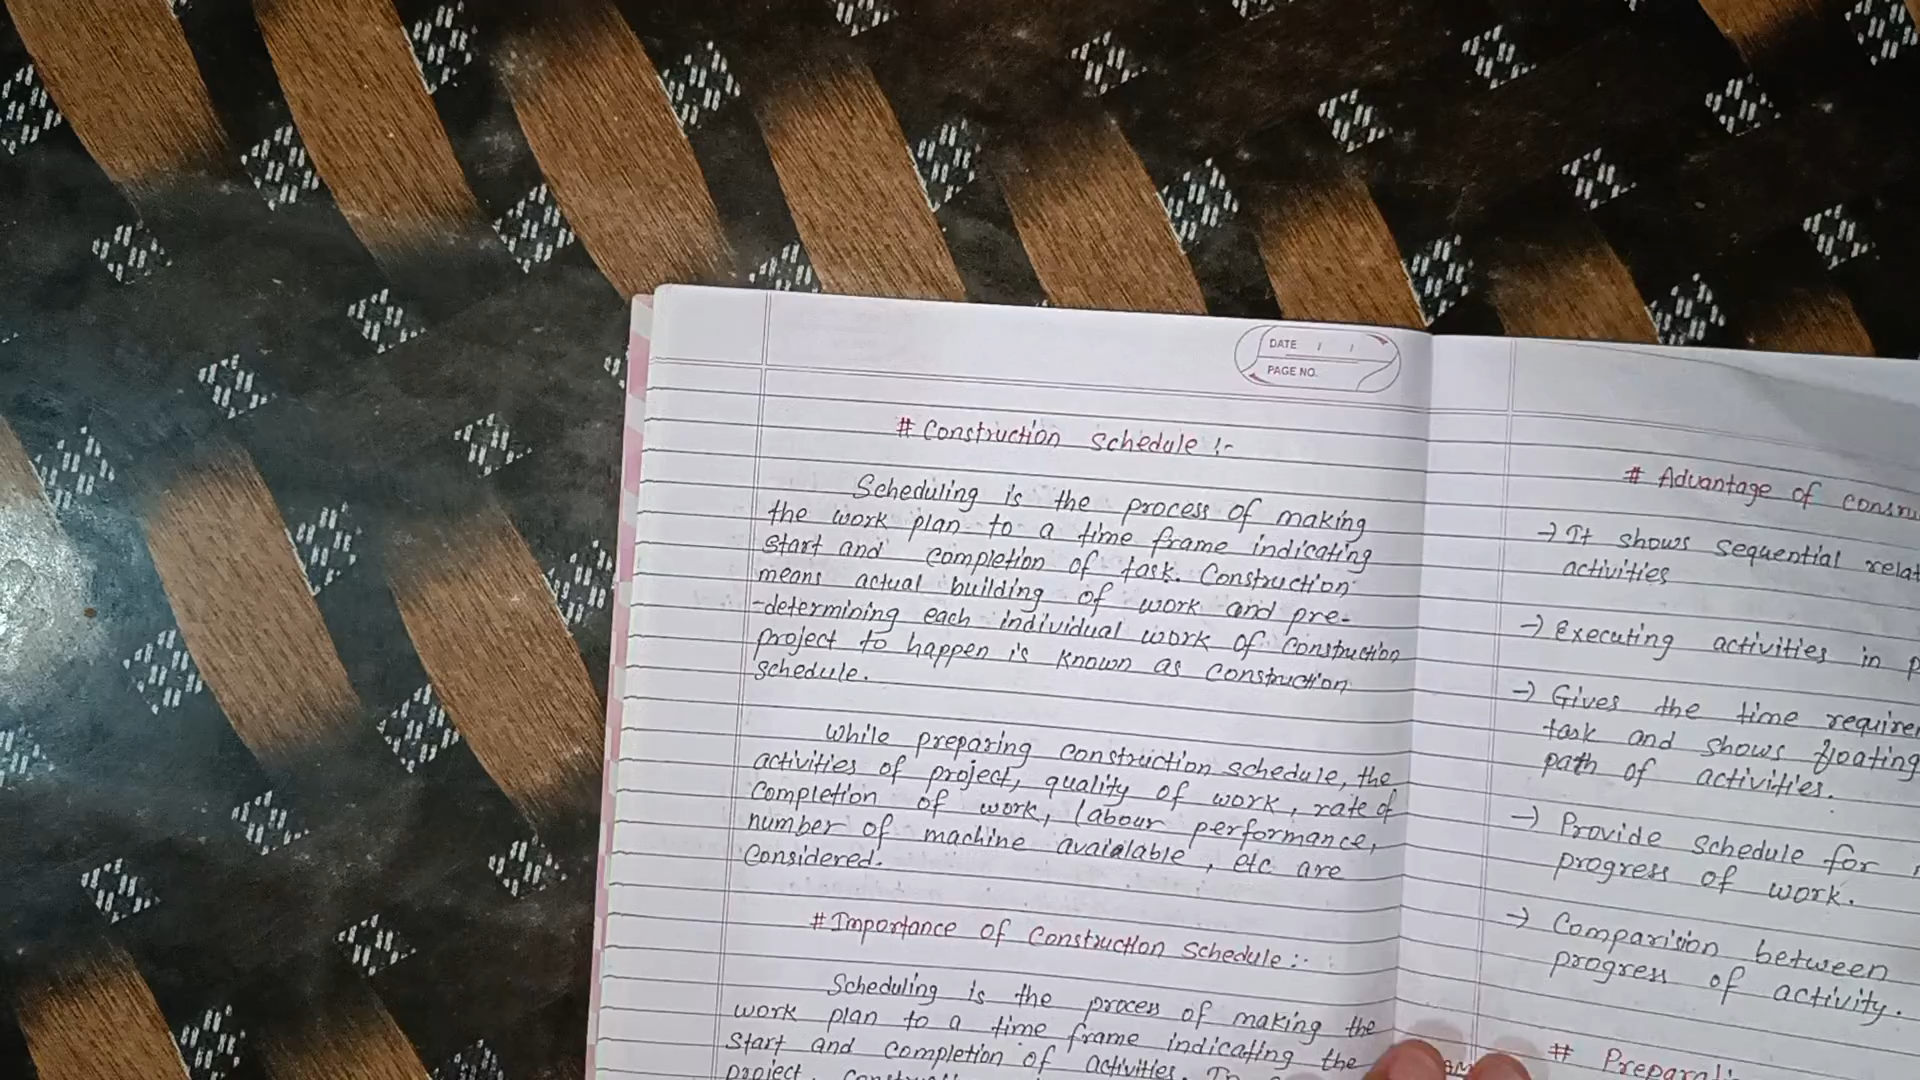 DATE / /
PAGE NO.
# Construction Schedule :-
Scheduling is the process of making
the work plan to a time frame indicating
start and completion of task. Construction
means actual building of work and pre-
-determining each individual work of construction
project to happen is known as construction
schedule.
While preparing construction schedule, the
activities of project, quality of work, rate of
completion of work, labour performance,
number of machine avaialable, etc are
considered.
# Importance of Construction Schedule :-
Scheduling is the process of making the
work plan to a time frame indicating the
start and completion of activities. In
project
# Advantage of
→ It shows sequential
activities
→ Executing activities in
→ Gives the time
task and shows floating
path of activities.
→ Provide schedule for
progress of work.
→ Comparision between
progress of activity.
#